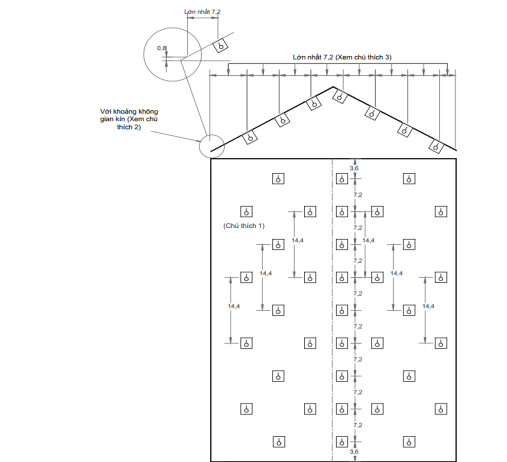 Lớn nhất 7,2
0,8
Lớn nhất 7,2 (Xem chú thích 3)
Với khoảng không
gian kín (Xem chú
thích 2)
3,6
7,2
(Chú thích 1)
7,2
14,4
14,4
14,4
14,4
7,2
14,4
14,4
7,2
7,2
7,2
7,2
7,2
3,6